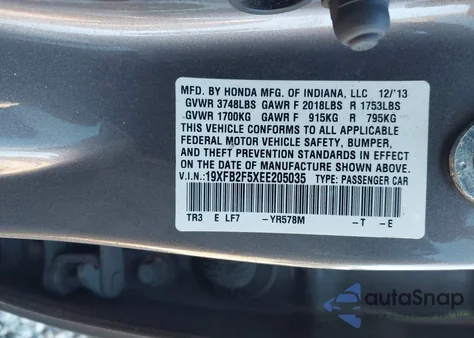 MFD. BY HONDA MFG. OF INDIANA, LLC 12/'13
GVWR 3748LBS GAWR F 2018LBS R 1753LBS
GVWR 1700KG GAWR F 915KG R 795KG
THIS VEHICLE CONFORMS TO ALL APPLICABLE
FEDERAL MOTOR VEHICLE SAFETY, BUMPER,
AND THEFT PREVENTION STANDARDS IN EFFECT ON
THE DATE OF MANUFACTURE SHOWN ABOVE.
V.I.N.:19XFB2F5XEE205035 TYPE: PASSENGER CAR
TR3 E LF7 -YR578M -T -E
autoSnap